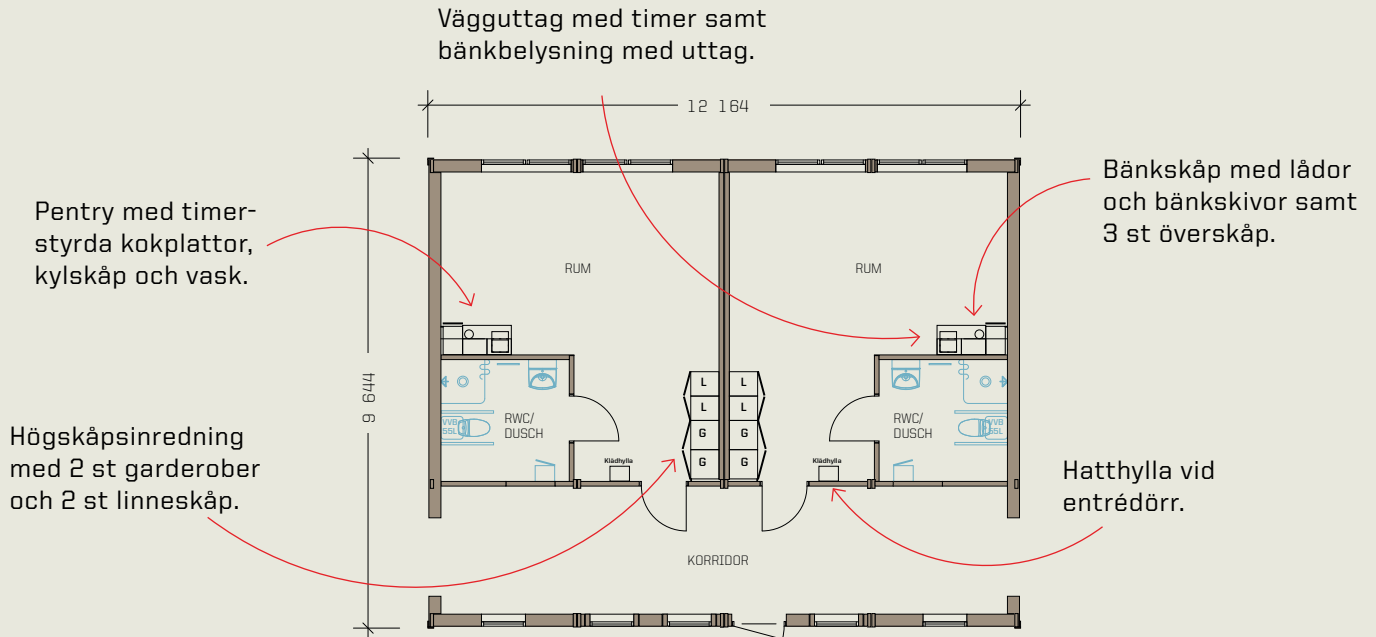 Vägguttag med timer samt
bänkbelysning med uttag.
12 164
Pentry med timer-
styrda kokplattor,
kylskåp och vask.
Bänkskåp med lådor
och bänkskivor samt
3 st överskåp.
RUM
RUM
9 644
L
L
L
L
G
G
G
G
RWC/
DUSCH
VVB
55L
RWC/
DUSCH
VVB
55L
Klädhylla
Klädhylla
Högskåpsinredning
med 2 st garderober
och 2 st linneskåp.
Hatthylla vid
entrédörr.
KORRIDOR